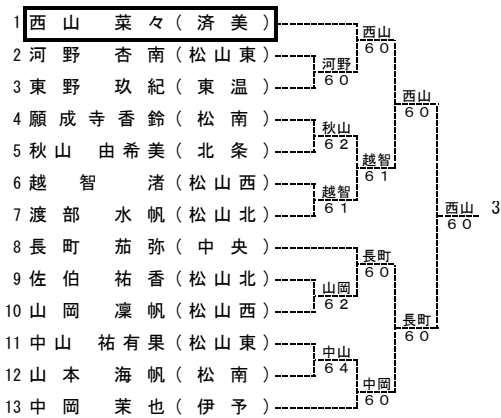 1 西山 菜々 ( 済美 )
2 河野 杏南 ( 松山東 )
3 東野 玖紀 ( 東温 )
4 願成寺香鈴 ( 松南 )
5 秋山 由希美 ( 北条 )
6 越智 渚 ( 松山西 )
7 渡部 水帆 ( 松山北 )
8 長町 茄弥 ( 中央 )
9 佐伯 祐香 ( 松山北 )
10 山岡 凜帆 ( 松山西 )
11 中山 祐有果 ( 松山東 )
12 山本 海帆 ( 松南 )
13 中岡 茉也 ( 伊予 )
河野
60
秋山
62
越智
61
山岡
62
中山
64
西山
60
越智
61
長町
60
中岡
60
西山
60
長町
60
西山
60
3